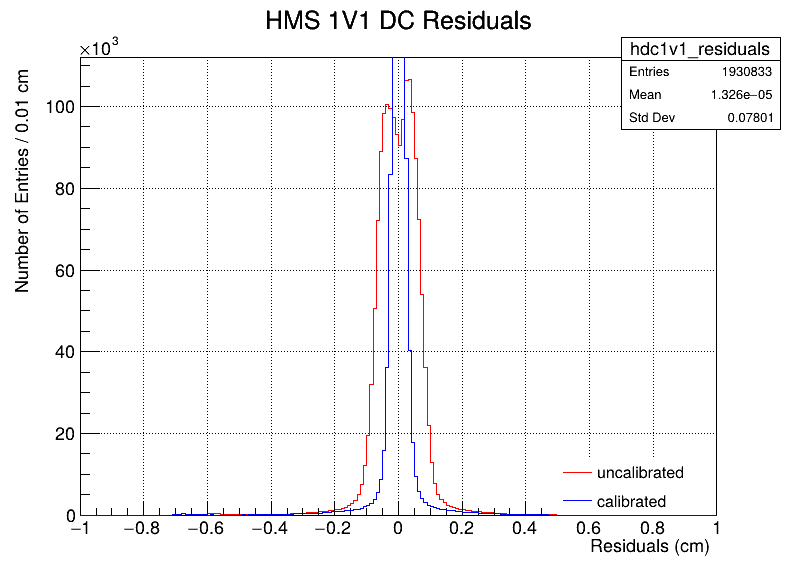 HMS 1V1 DC Residuals
×10³
hdc1v1_residuals
Entries 1930833
Mean 1.326e−05
Std Dev 0.07801
Number of Entries / 0.01 cm
100
80
60
40
20
0
uncalibrated
calibrated
−1 −0.8 −0.6 −0.4 −0.2 0 0.2 0.4 0.6 0.8 1
Residuals (cm)